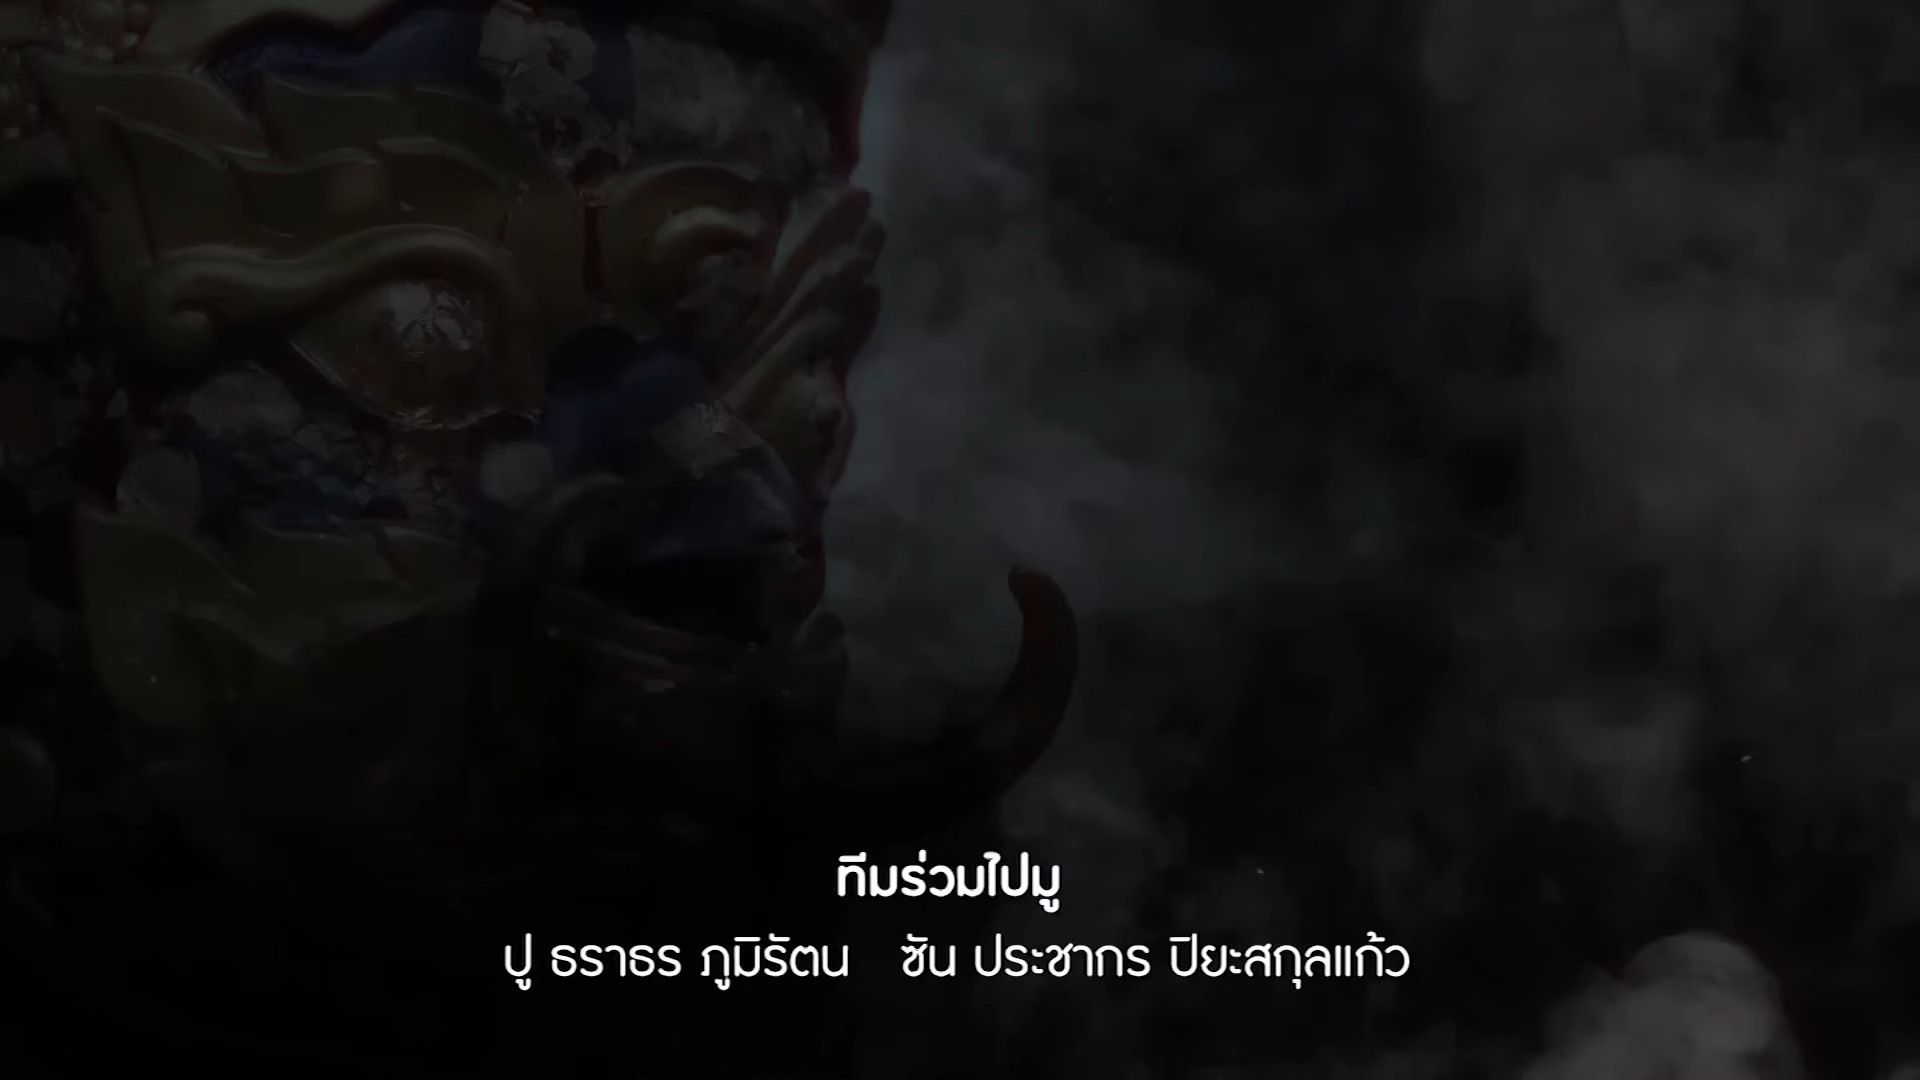 ทีมร่วมไปมู
ปู ธราธร ภูมิรัตน ซัน ประชากร ปิยะสกุลแก้ว